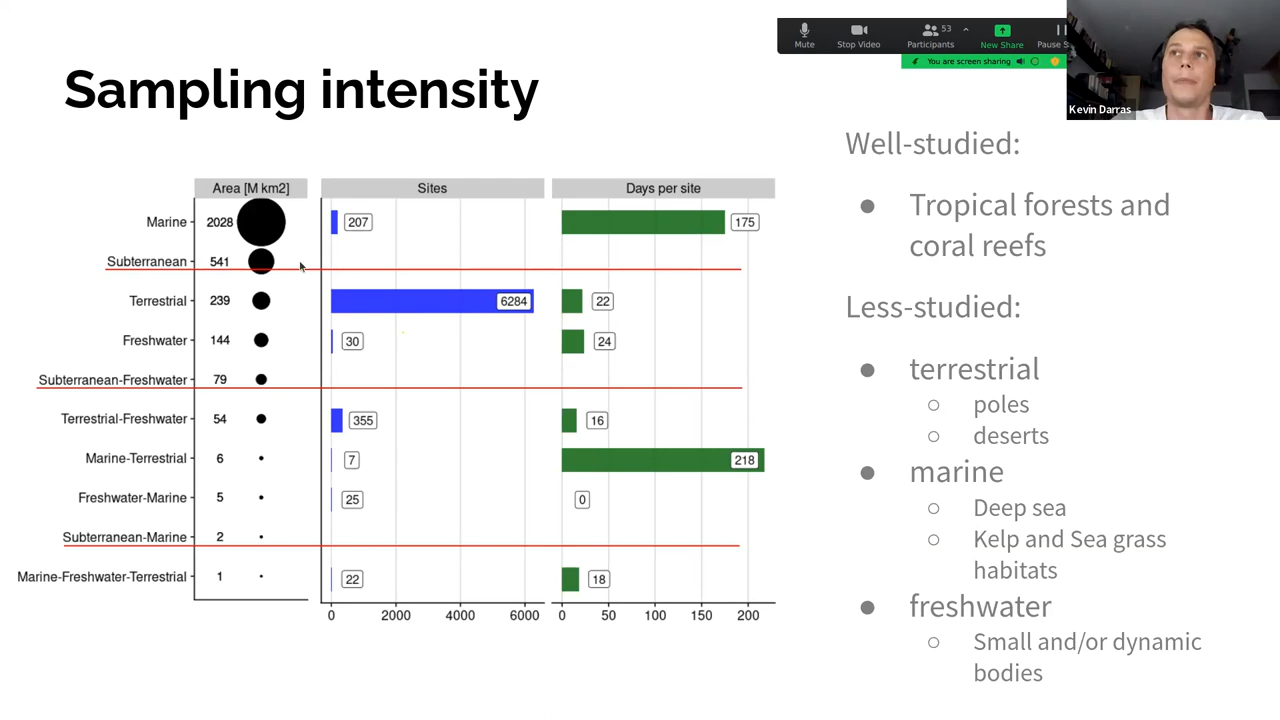 Mute
Stop Video
Participants
53
New Share
You are screen sharing
Kevin Darras
Sampling intensity
Area [M km2]
Sites
Days per site
Marine 2028 207 175
Subterranean 541
Terrestrial 239 6284 22
Freshwater 144 30 24
Subterranean-Freshwater 79
Terrestrial-Freshwater 54 355 16
Marine-Terrestrial 6 7 218
Freshwater-Marine 5 25 0
Subterranean-Marine 2
Marine-Freshwater-Terrestrial 1 22 18
0 2000 4000 6000
0 50 100 150 200
Well-studied:
● Tropical forests and
coral reefs
Less-studied:
● terrestrial
○ poles
○ deserts
● marine
○ Deep sea
○ Kelp and Sea grass
habitats
● freshwater
○ Small and/or dynamic
bodies